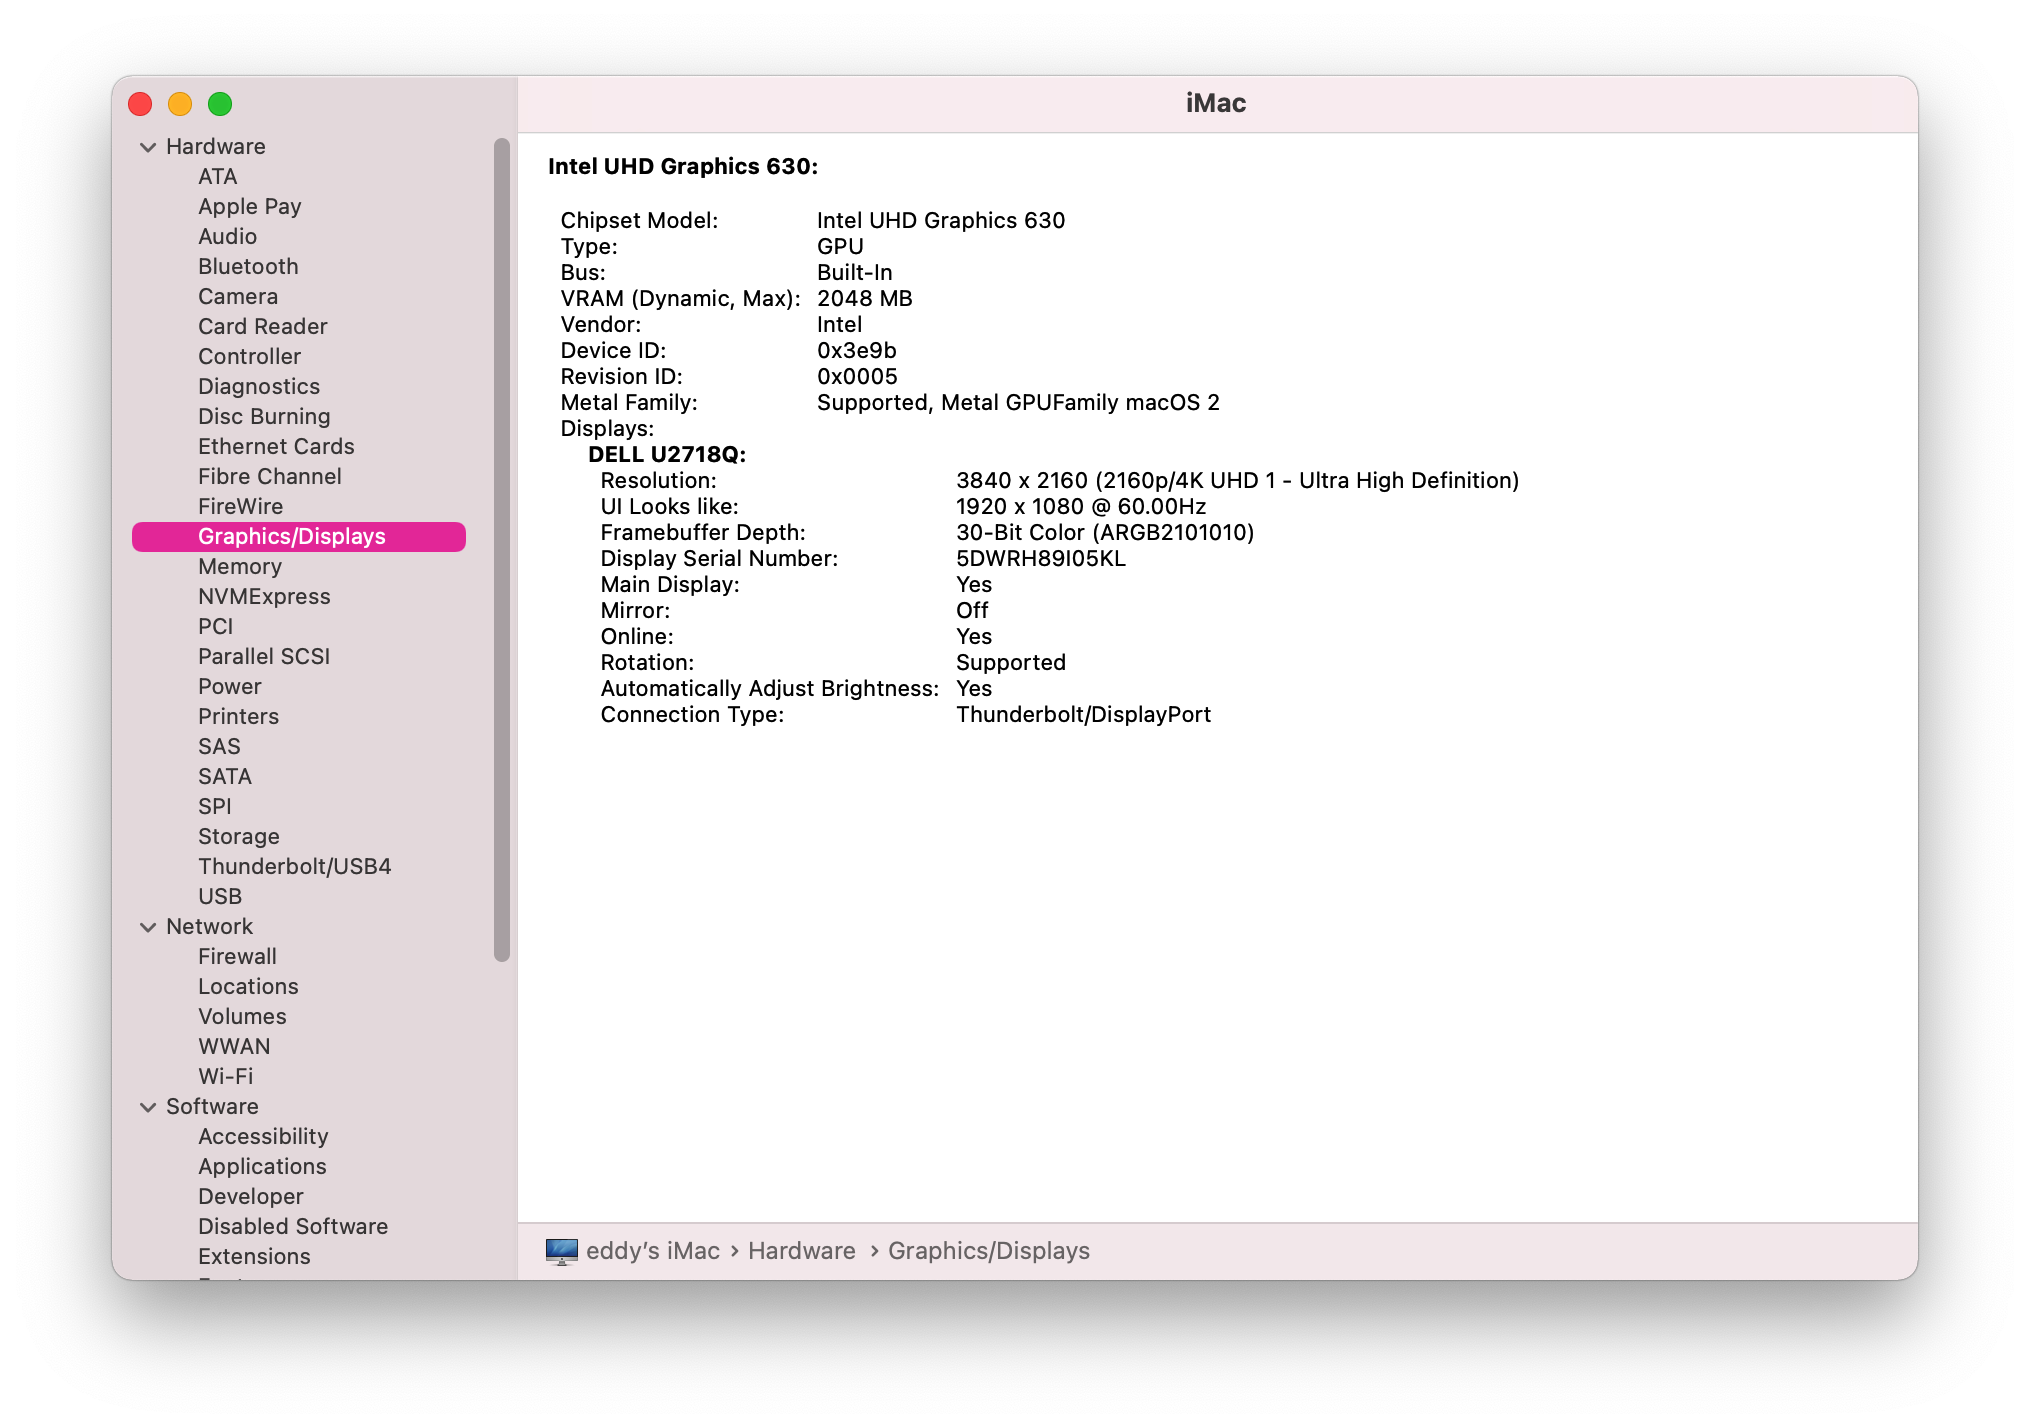 iMac
Hardware
ATA
Apple Pay
Audio
Bluetooth
Camera
Card Reader
Controller
Diagnostics
Disc Burning
Ethernet Cards
Fibre Channel
FireWire
Graphics/Displays
Memory
NVMExpress
PCI
Parallel SCSI
Power
Printers
SAS
SATA
SPI
Storage
Thunderbolt/USB4
USB
Network
Firewall
Locations
Volumes
WWAN
Wi-Fi
Software
Accessibility
Applications
Developer
Disabled Software
Extensions
Intel UHD Graphics 630:
Chipset Model: Intel UHD Graphics 630
Type: GPU
Bus: Built-In
VRAM (Dynamic, Max): 2048 MB
Vendor: Intel
Device ID: 0x3e9b
Revision ID: 0x0005
Metal Family: Supported, Metal GPUFamily macOS 2
Displays:
DELL U2718Q:
Resolution: 3840 x 2160 (2160p/4K UHD 1 - Ultra High Definition)
UI Looks like: 1920 x 1080 @ 60.00Hz
Framebuffer Depth: 30-Bit Color (ARGB2101010)
Display Serial Number: 5DWRH89I05KL
Main Display: Yes
Mirror: Off
Online: Yes
Rotation: Supported
Automatically Adjust Brightness: Yes
Connection Type: Thunderbolt/DisplayPort
eddy’s iMac › Hardware › Graphics/Displays